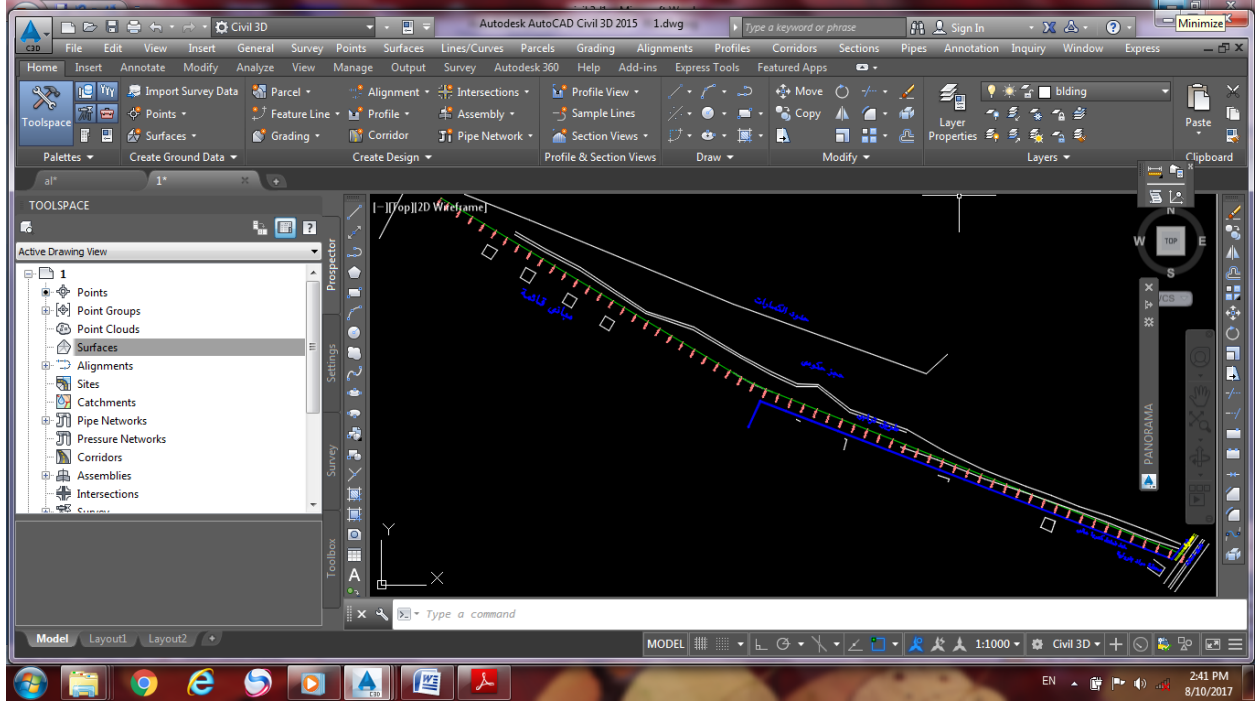 Minimize
Civil 3D
Autodesk AutoCAD Civil 3D 2015 1.dwg
Type a keyword or phrase
Sign In
C3D
File Edit View Insert General Survey Points Surfaces Lines/Curves Parcels Grading Alignments Profiles Corridors Sections Pipes Annotation Inquiry Window Express
Home Insert Annotate Modify Analyze View Manage Output Survey Autodesk 360 Help Add-ins Express Tools Featured Apps
Import Survey Data Parcel Alignment Intersections Profile View Move blding
Toolspace Points Feature Line Profile Assembly Sample Lines Copy Layer Paste
Surfaces Grading Corridor Pipe Network Section Views Properties
Palettes Create Ground Data Create Design Profile & Section Views Draw Modify Layers Clipboard
al* 1*
TOOLSPACE
[−][Top][2D Wireframe]
N
W TOP E
S
Active Drawing View
1
Points
Point Groups
Point Clouds
Surfaces
Alignments
Sites
Catchments
Pipe Networks
Pressure Networks
Corridors
Assemblies
Intersections
Survey
Prospector
Settings
Survey
Toolbox
مباني قائمة
PANORAMA
Y
X
A
Type a command
Model Layout1 Layout2 +
MODEL 1:1000 Civil 3D
EN
2:41 PM
8/10/2017